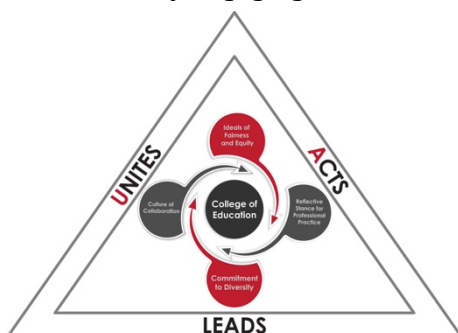 UNITES
ACTS
Ideals of
Fairness
and Equity
Culture of
Collaboration
College of
Education
Reflective
Stance for
Professional
Practice
Commitment
to Diversity
LEADS